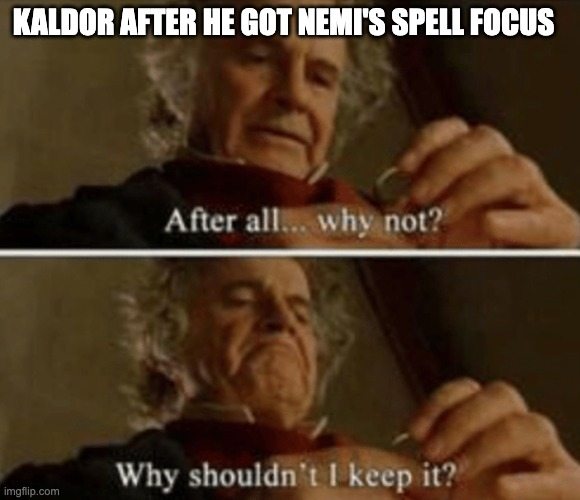 KALDOR AFTER HE GOT NEMI'S SPELL FOCUS
After all... why not?
Why shouldn't I keep it?
imgflip.com